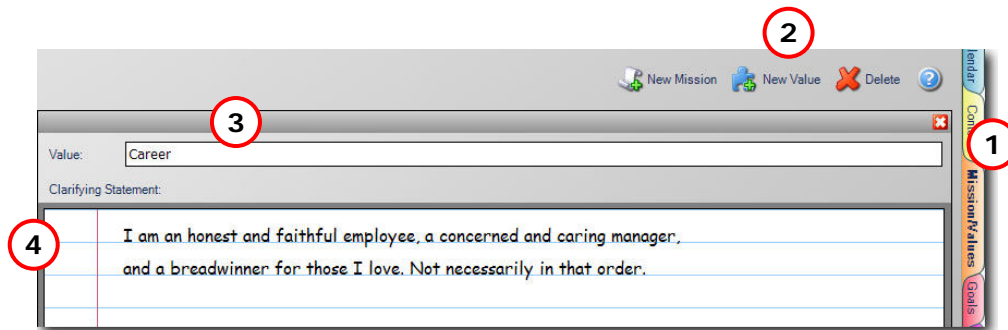 2
New Mission New Value Delete ?
lendar
3
Value: Career
1
Clarifying Statement:
Mission/Values
4
I am an honest and faithful employee, a concerned and caring manager,
and a breadwinner for those I love. Not necessarily in that order.
Goals